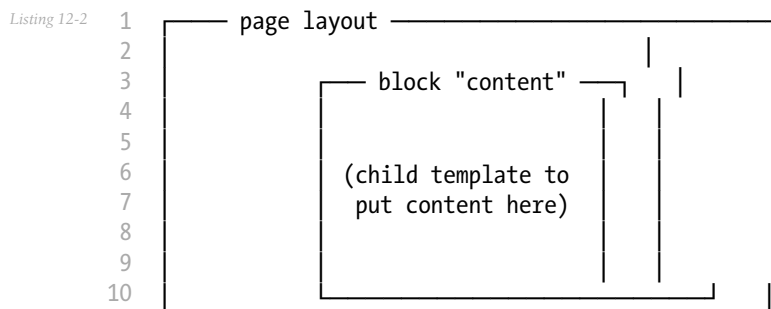 Listing 12-2 1 page layout
2
3 block "content"
4
5
6 (child template to
7 put content here)
8
9
10